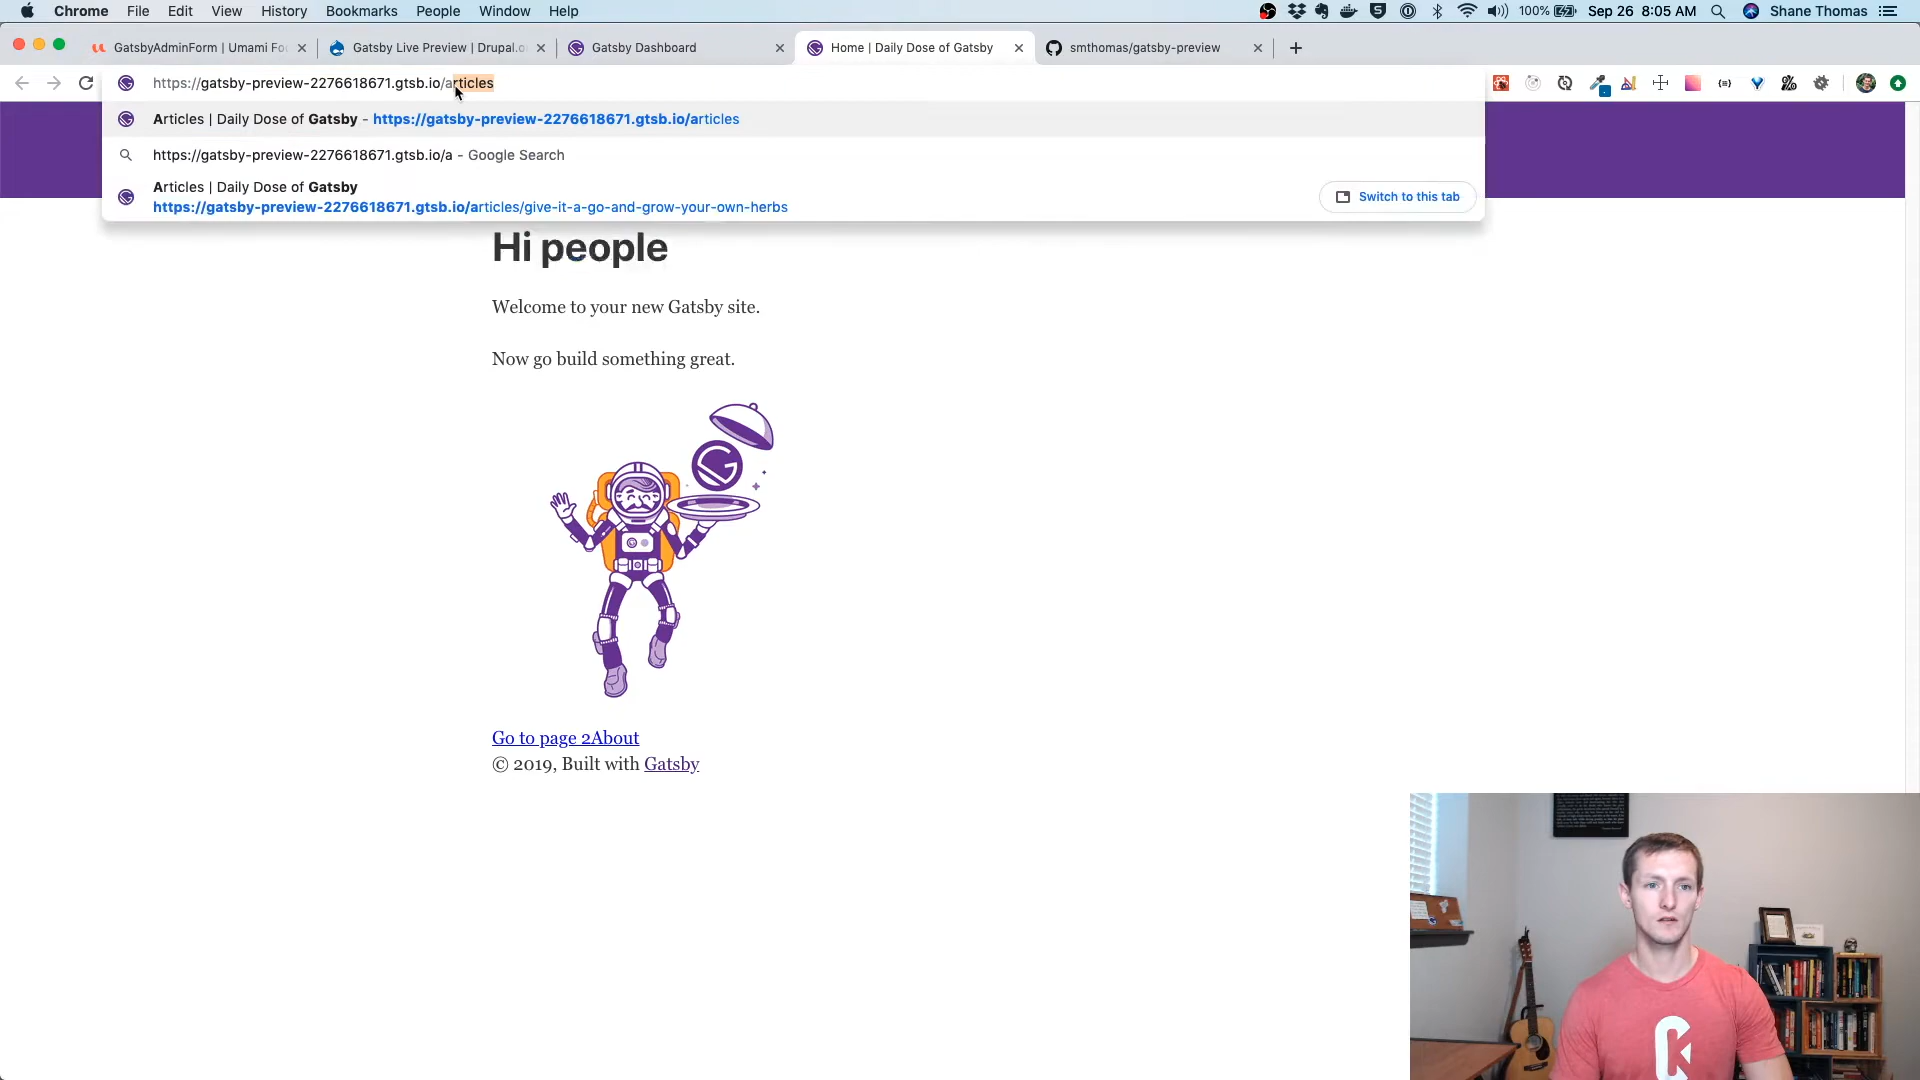 Chrome File Edit View History Bookmarks People Window Help 100% Sep 26 8:05 AM Shane Thomas
GatsbyAdminForm | Umami Fo Gatsby Live Preview | Drupal.o Gatsby Dashboard Home | Daily Dose of Gatsby smthomas/gatsby-preview
https://gatsby-preview-2276618671.gtsb.io/articles
Articles | Daily Dose of Gatsby - https://gatsby-preview-2276618671.gtsb.io/articles
https://gatsby-preview-2276618671.gtsb.io/a - Google Search
Articles | Daily Dose of Gatsby
https://gatsby-preview-2276618671.gtsb.io/articles/give-it-a-go-and-grow-your-own-herbs
Switch to this tab
Hi people
Welcome to your new Gatsby site.
Now go build something great.
Go to page 2About
© 2019, Built with Gatsby